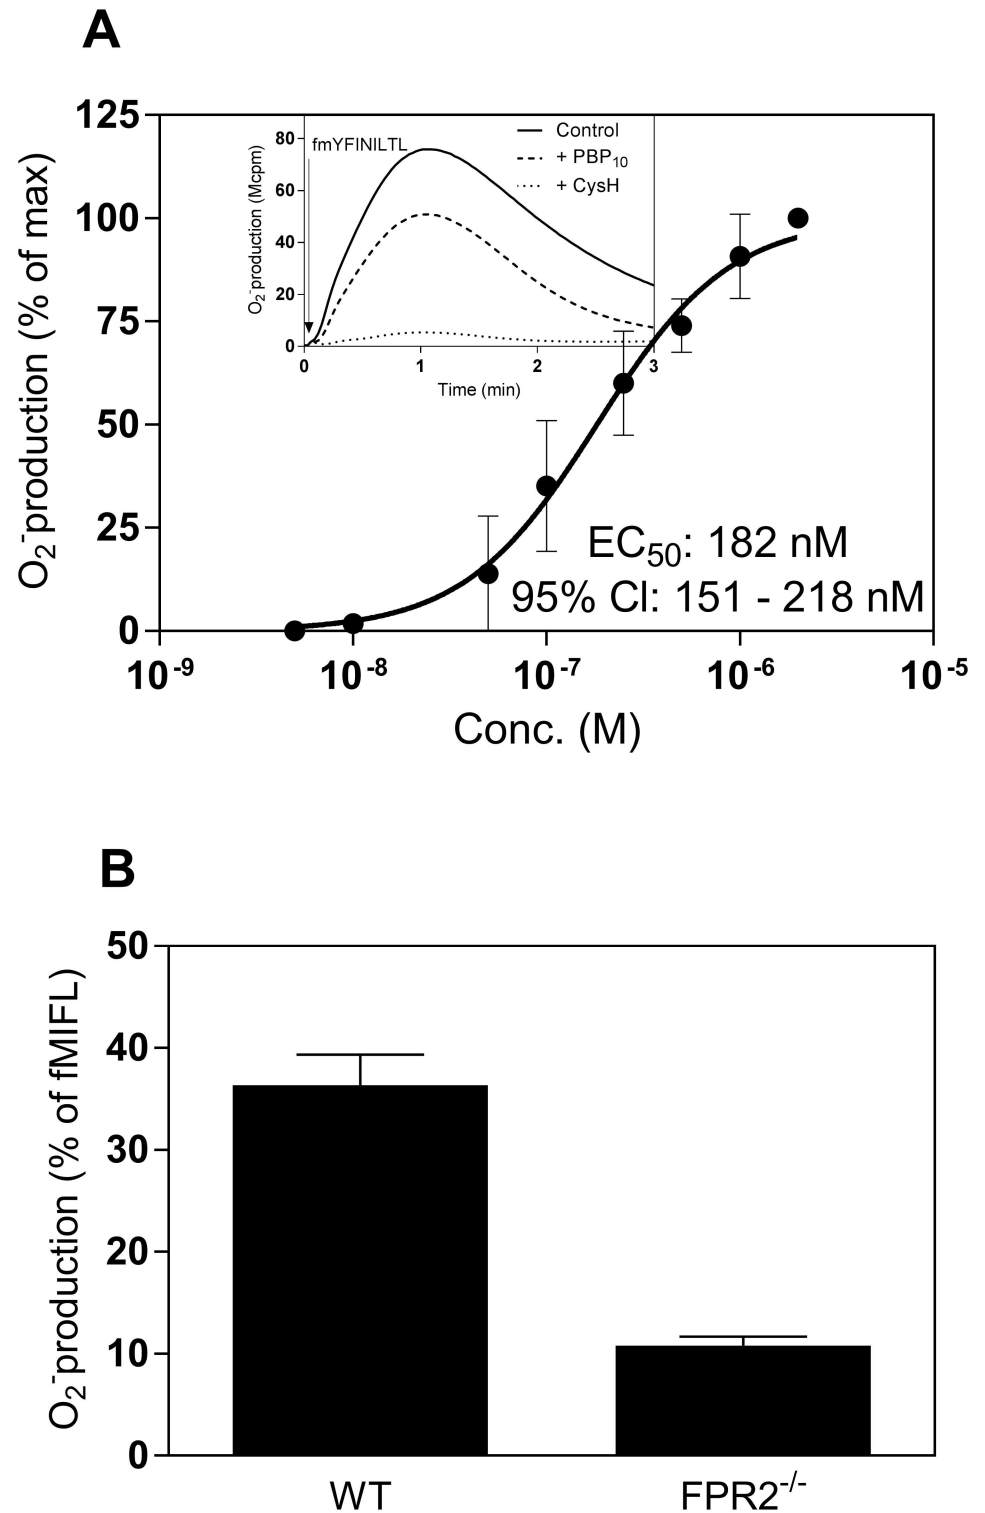 A
O2-production (% of max)
125
100
75
50
25
0
10-9
10-8
10-7
10-6
10-5
Conc. (M)
O2-production (Mcpm)
80
60
40
20
0
0
1
2
3
Time (min)
fmYFINILTL
Control
+ PBP10
+ CysH
EC50: 182 nM
95% CI: 151 - 218 nM
B
O2-production (% of fMIFL)
50
40
30
20
10
0
WT
FPR2-/-